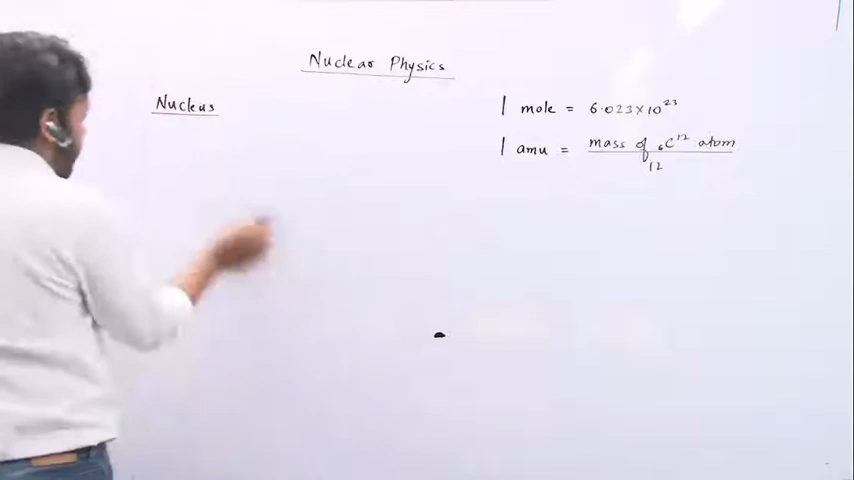 Nuclear Physics
Nucleus
1 mole = 6.023×10²³
1 amu = mass of ₆C¹² atom
12